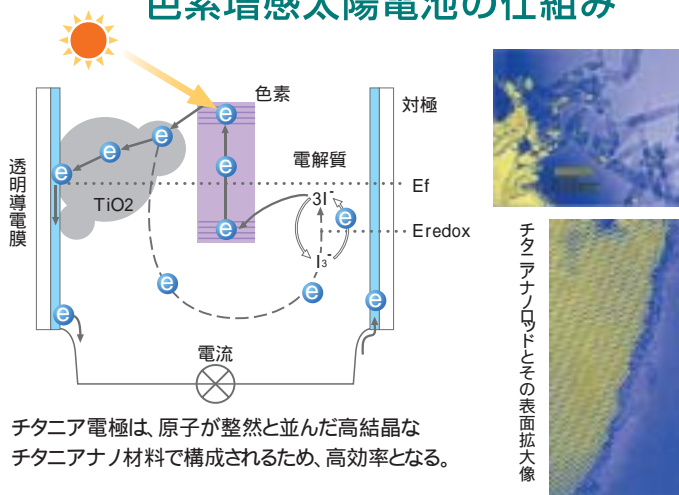 色素増感太陽電池の仕組み
色素
対極
透明導電膜
電解質
e
e
e
e
e
e
TiO2
Ef
3I-
e
e
Eredox
I3-
e
e
e
e
電流
チタニアナノロッドとその表面拡大像
チタニア電極は、原子が整然と並んだ高結晶な
チタニアナノ材料で構成されるため、高効率となる。